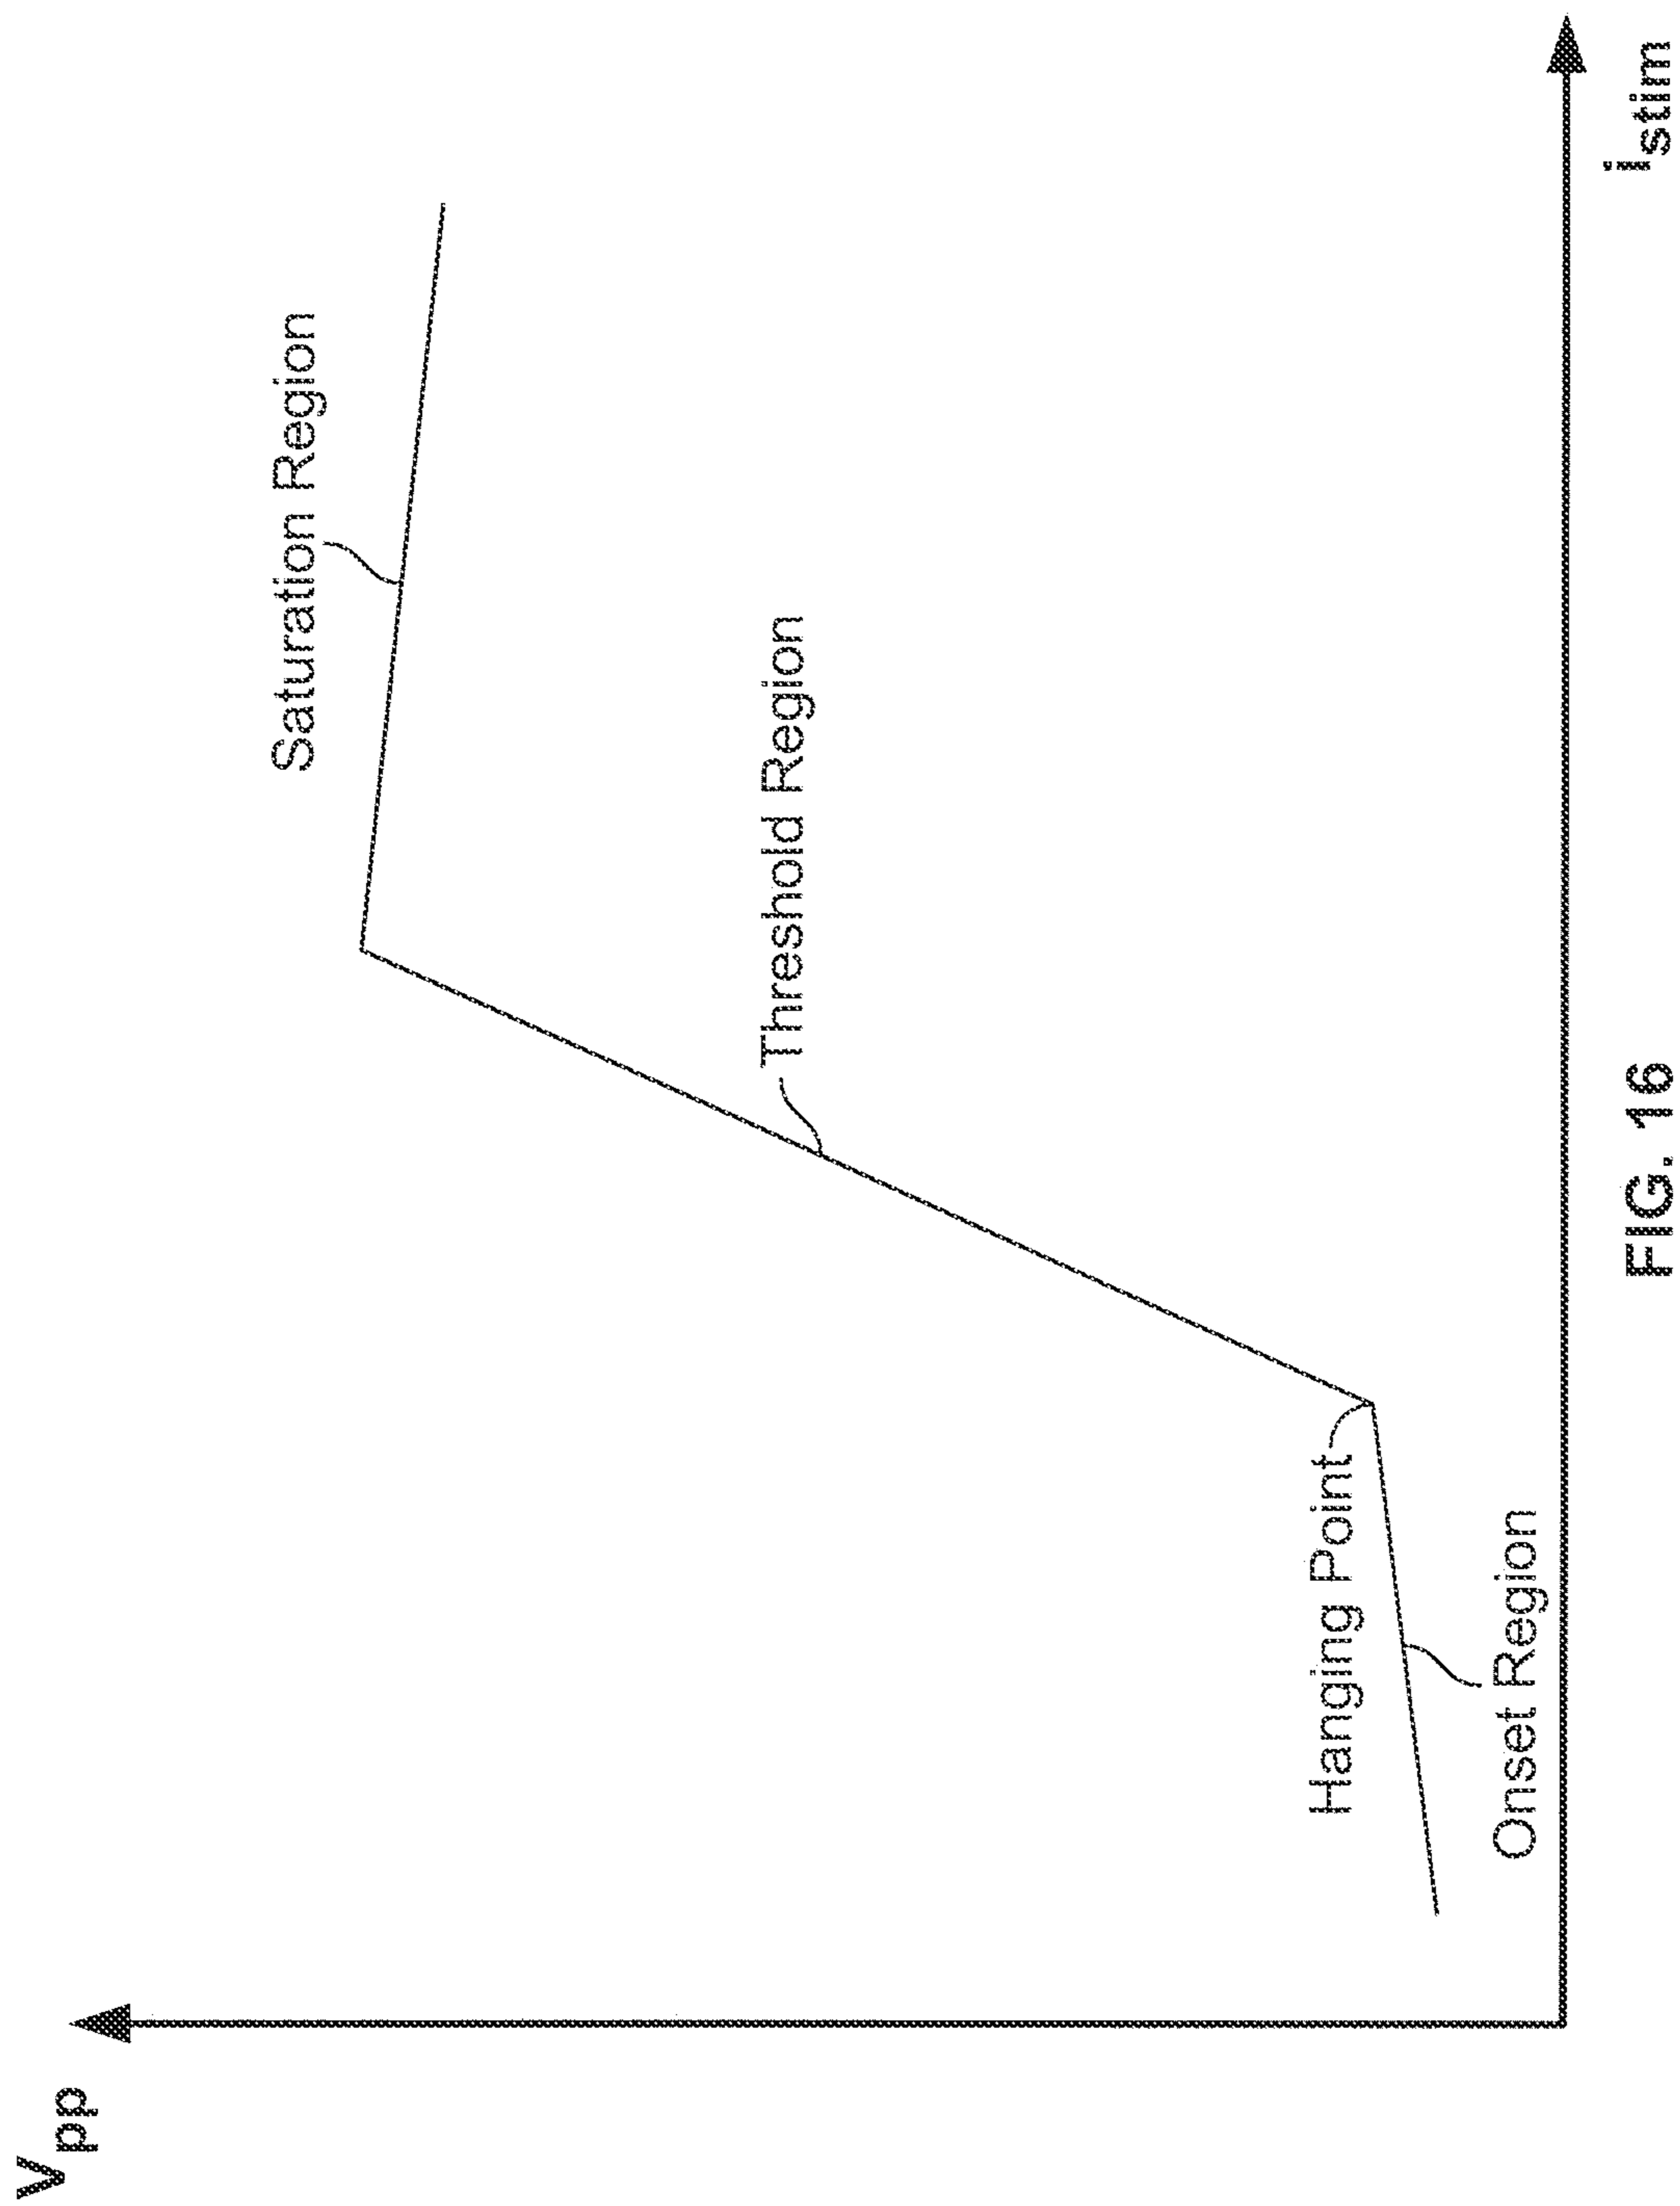 Vpp
Saturation Region
Threshold Region
Hanging Point
Onset Region
istim
FIG. 16